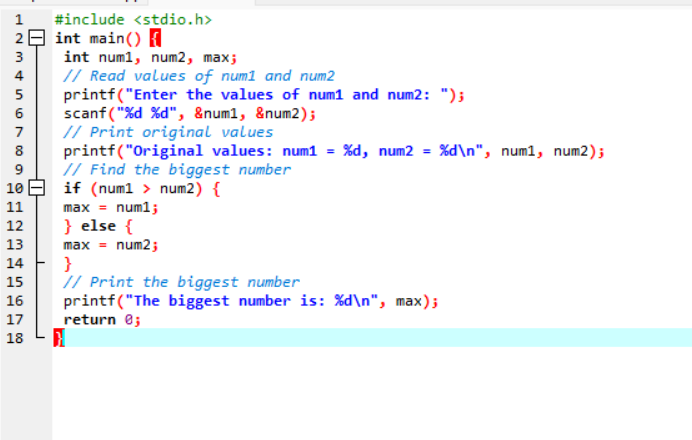 1 #include <stdio.h>
2 int main() {
3 int num1, num2, max;
4 // Read values of num1 and num2
5 printf("Enter the values of num1 and num2: ");
6 scanf("%d %d", &num1, &num2);
7 // Print original values
8 printf("Original values: num1 = %d, num2 = %d\n", num1, num2);
9 // Find the biggest number
10 if (num1 > num2) {
11 max = num1;
12 } else {
13 max = num2;
14 }
15 // Print the biggest number
16 printf("The biggest number is: %d\n", max);
17 return 0;
18 }